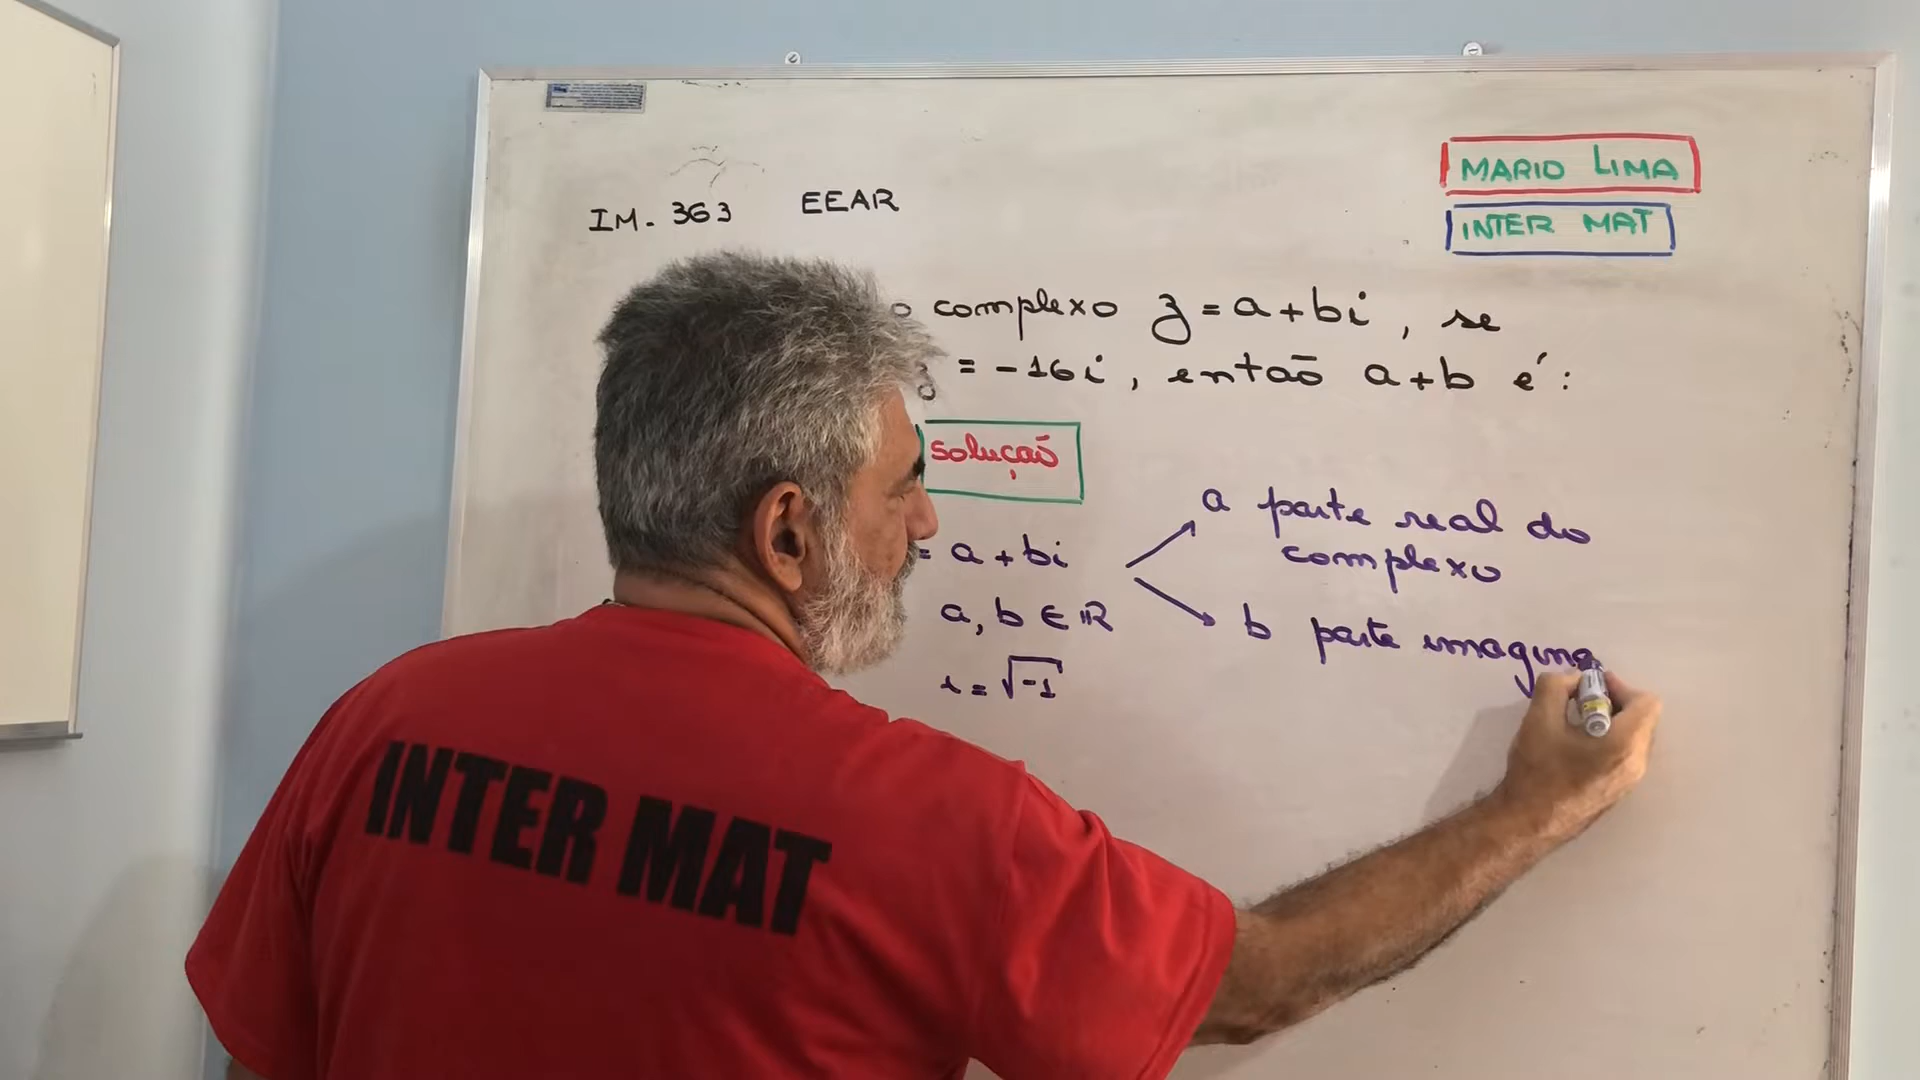 MARIO LIMA
IM. 363 EEAR
INTER MAT
o complexo z = a + bi, se
z = -16i, então a+b é:
solução
= a + bi
a, b ∈ ℝ
i = √-1
a parte real do
complexo
b parte imagina
INTER MAT